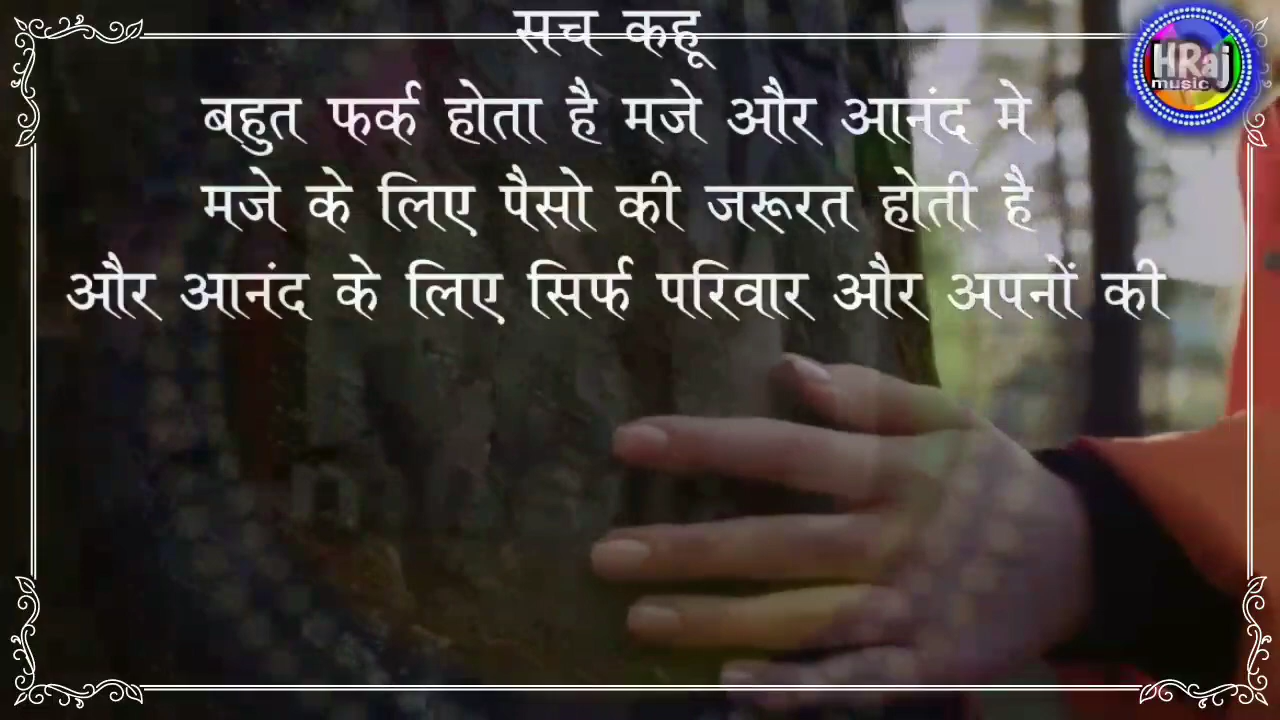 सच कहू
HRaj
music
बहुत फर्क होता है मजे और आनंद मे
मजे के लिए पैसो की जरूरत होती है
और आनंद के लिए सिर्फ परिवार और अपनों की